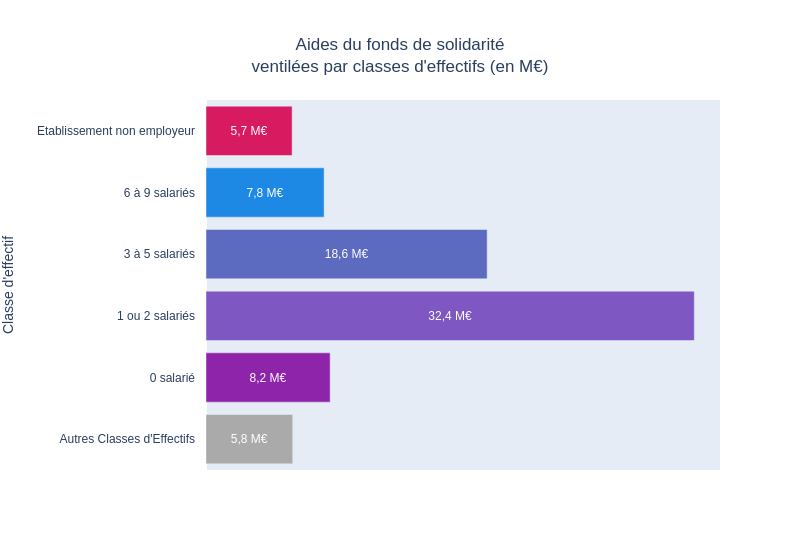 Aides du fonds de solidarité
ventilées par classes d'effectifs (en M€)
Classe d'effectif
Etablissement non employeur
5,7 M€
6 à 9 salariés
7,8 M€
3 à 5 salariés
18,6 M€
1 ou 2 salariés
32,4 M€
0 salarié
8,2 M€
Autres Classes d'Effectifs
5,8 M€